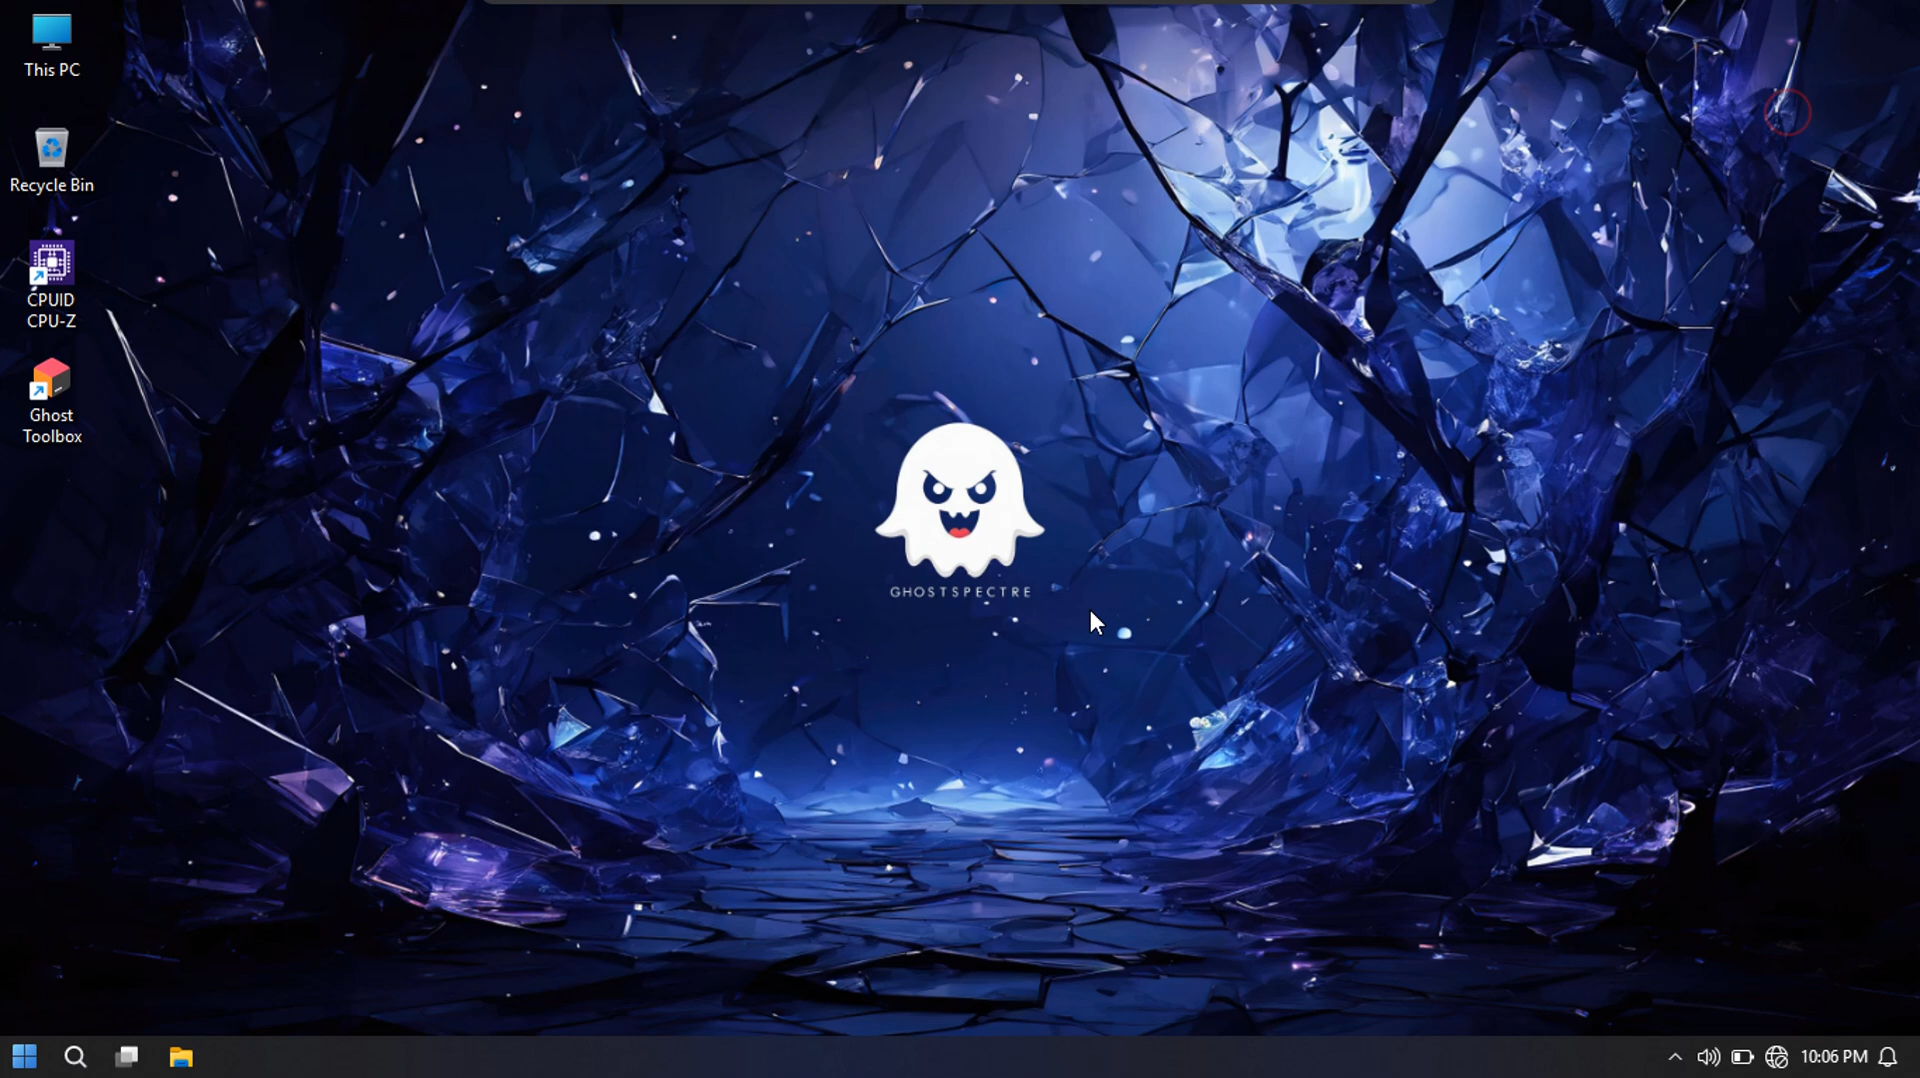 This PC
Recycle Bin
CPUID
CPU-Z
Ghost
Toolbox
GHOSTSPECTRE
10:06 PM